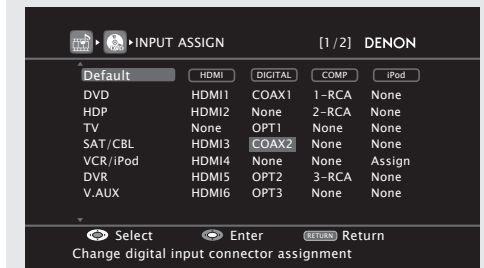 INPUT ASSIGN [1/2] DENON
Default HDMI DIGITAL COMP iPod
DVD HDMI1 COAX1 1-RCA None
HDP HDMI2 None 2-RCA None
TV None OPT1 None None
SAT/CBL HDMI3 COAX2 None None
VCR/iPod HDMI4 None None Assign
DVR HDMI5 OPT2 3-RCA None
V.AUX HDMI6 OPT3 None None
Select Enter RETURN Return
Change digital input connector assignment